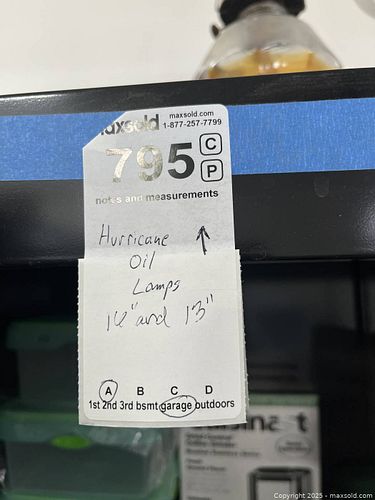 maxsold
maxsold.com
1-877-257-7799
795
C
P
notes and measurements
Hurricane ↑
Oil
Lamps
and 13"
A B C D
1st 2nd 3rd bsmt garage outdoors
Copyright 2025 - maxsold.com